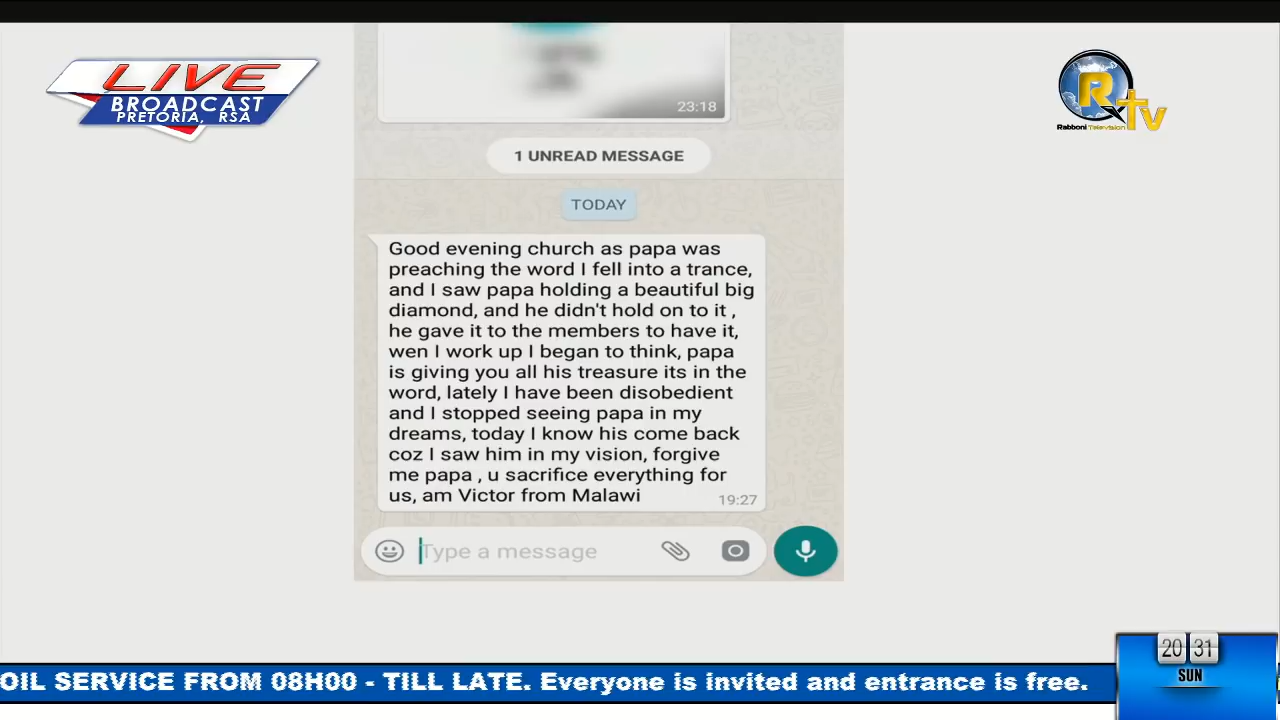 LIVE
BROADCAST
PRETORIA, RSA
R
TV
Rabboni Television
23:18
1 UNREAD MESSAGE
TODAY
Good evening church as papa was
preaching the word I fell into a trance,
and I saw papa holding a beautiful big
diamond, and he didn't hold on to it ,
he gave it to the members to have it,
wen I work up I began to think, papa
is giving you all his treasure its in the
word, lately I have been disobedient
and I stopped seeing papa in my
dreams, today I know his come back
coz I saw him in my vision, forgive
me papa , u sacrifice everything for
us, am Victor from Malawi
19:27
Type a message
OIL SERVICE FROM 08H00 - TILL LATE. Everyone is invited and entrance is free.
20 31
SUN